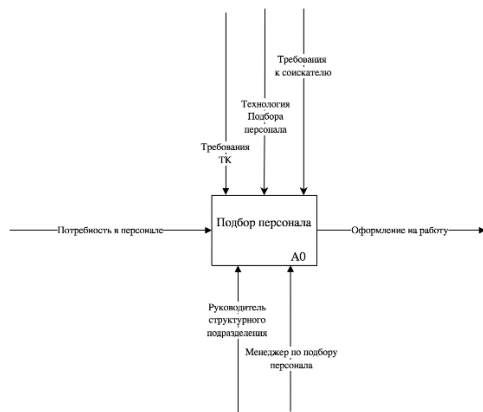 Требования
к соискателю
Технология
Подбора
персонала
Требования
ТК
Подбор персонала
A0
Потребность в персонале
Оформление на работу
Руководитель
структурного
подразделения
Менеджер по подбору
персонала